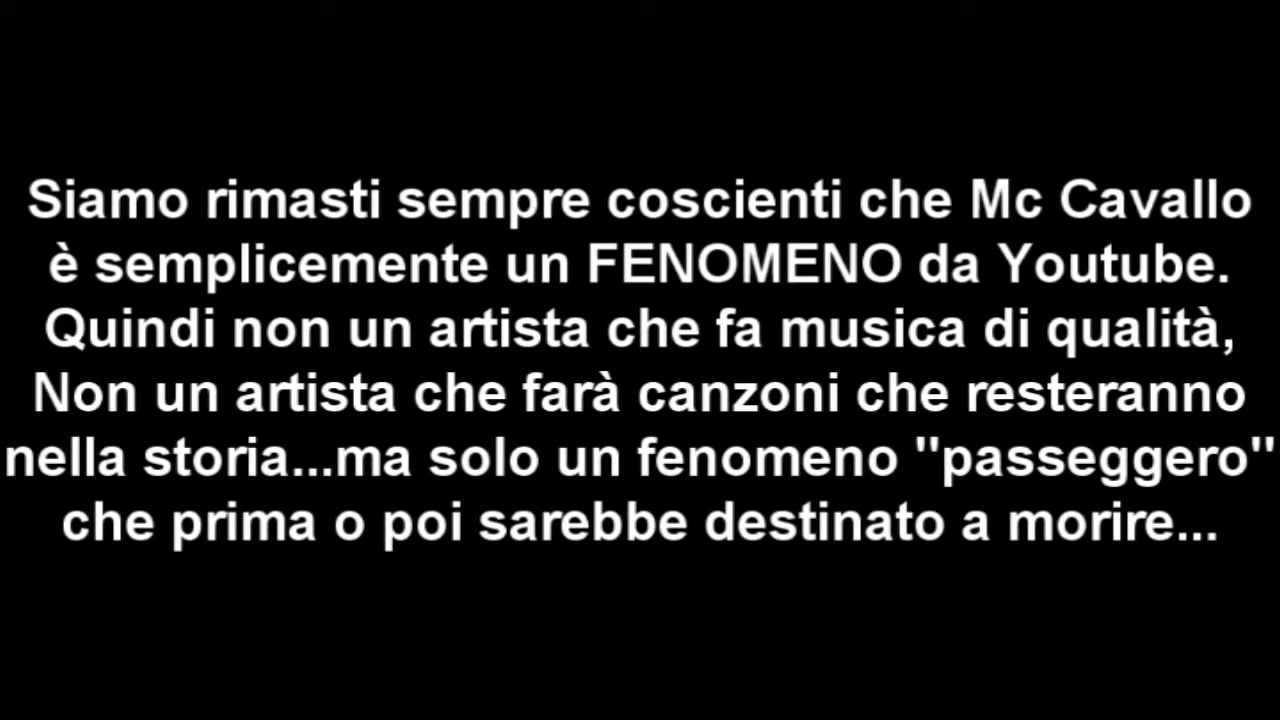 Siamo rimasti sempre coscienti che Mc Cavallo
è semplicemente un FENOMENO da Youtube.
Quindi non un artista che fa musica di qualità,
Non un artista che farà canzoni che resteranno
nella storia...ma solo un fenomeno "passeggero"
che prima o poi sarebbe destinato a morire...